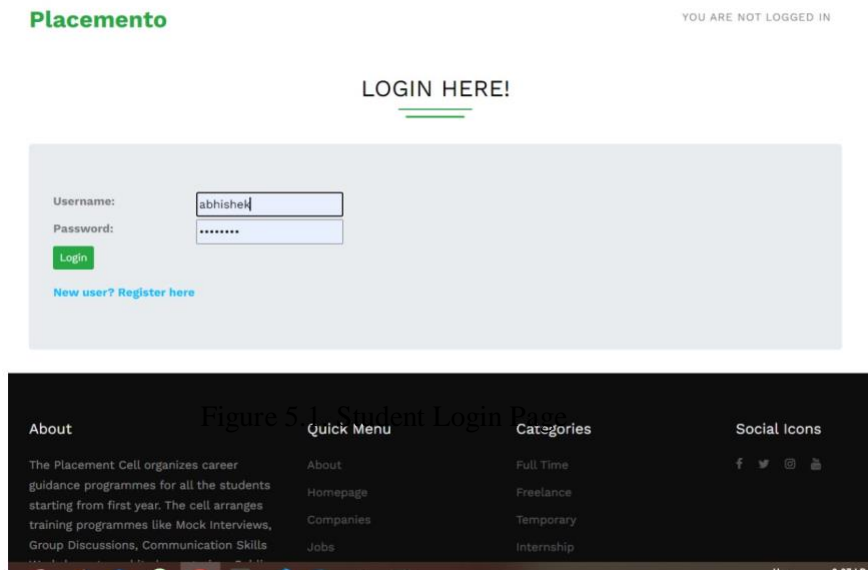 Placemento
YOU ARE NOT LOGGED IN
LOGIN HERE!
Username:
abhishek
Password:
••••••••
Login
New user? Register here
Figure 5.1 Student Login Page
About
The Placement Cell organizes career
guidance programmes for all the students
starting from first year. The cell arranges
training programmes like Mock Interviews,
Group Discussions, Communication Skills
Quick Menu
About
Homepage
Companies
Jobs
Categories
Full Time
Freelance
Temporary
Internship
Social Icons